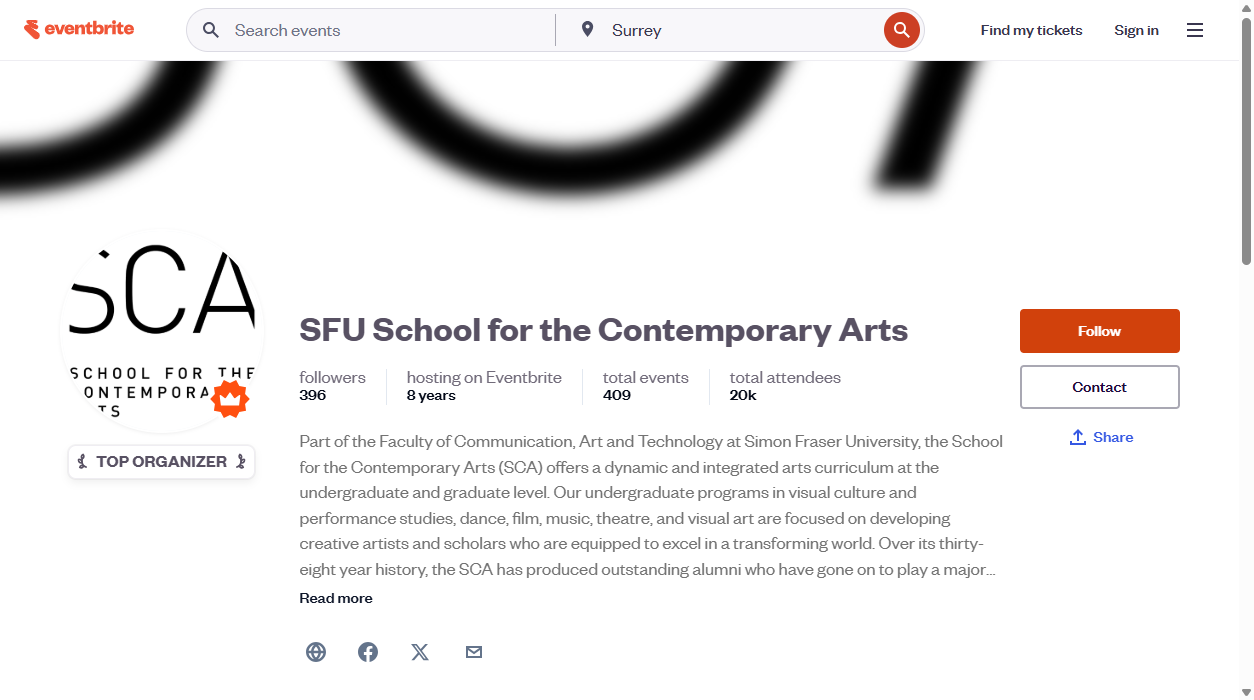 eventbrite
Search events
Surrey
Find my tickets
Sign in
SCA
SCHOOL FOR THE
CONTEMPORA
TS
TOP ORGANIZER
SFU School for the Contemporary Arts
followers
396
hosting on Eventbrite
8 years
total events
409
total attendees
20k
Follow
Contact
Share
Part of the Faculty of Communication, Art and Technology at Simon Fraser University, the School
for the Contemporary Arts (SCA) offers a dynamic and integrated arts curriculum at the
undergraduate and graduate level. Our undergraduate programs in visual culture and
performance studies, dance, film, music, theatre, and visual art are focused on developing
creative artists and scholars who are equipped to excel in a transforming world. Over its thirty-
eight year history, the SCA has produced outstanding alumni who have gone on to play a major...
Read more